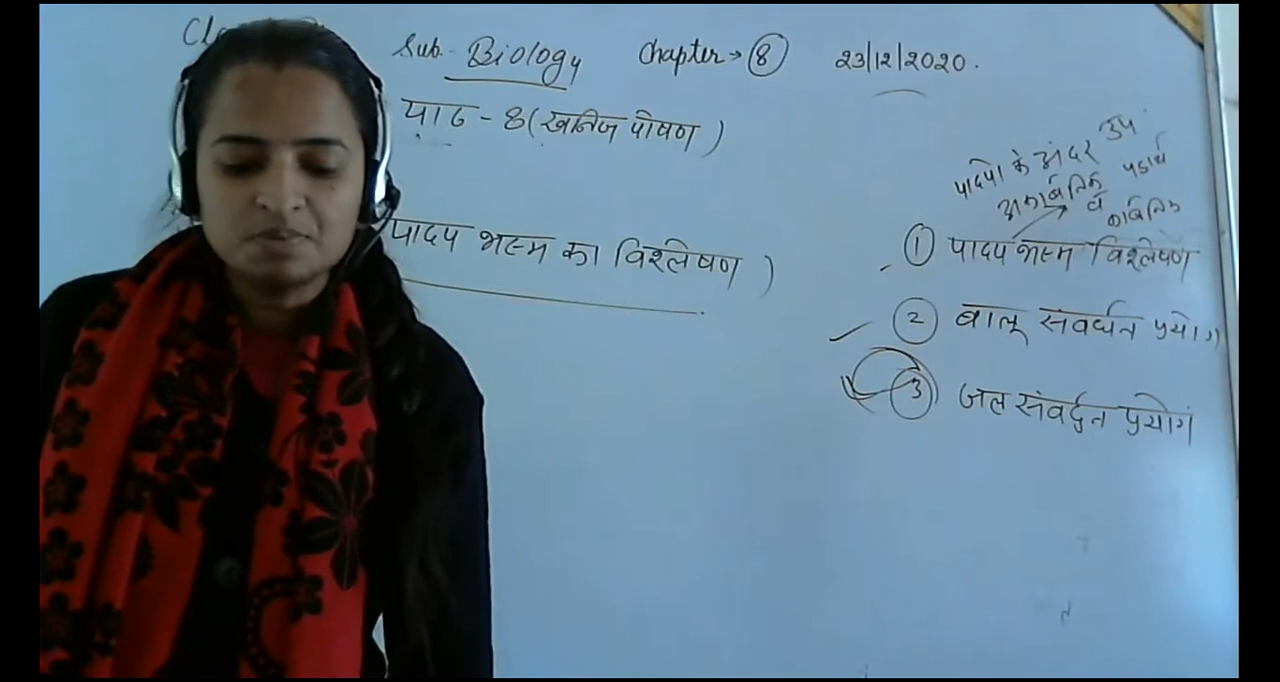 Sub. Biology Chapter → 8 23/12/2020.
पाठ - 8 (खनिज पोषण)
पादप भस्म का विश्लेषण )
पादपो के अंदर उप
अकार्बनिक व पदार्थ
कार्बनिक
1 पादप भस्म विश्लेषण
2 बालू संवर्धन प्रयोग
3 जल संवर्द्धन प्रयोग